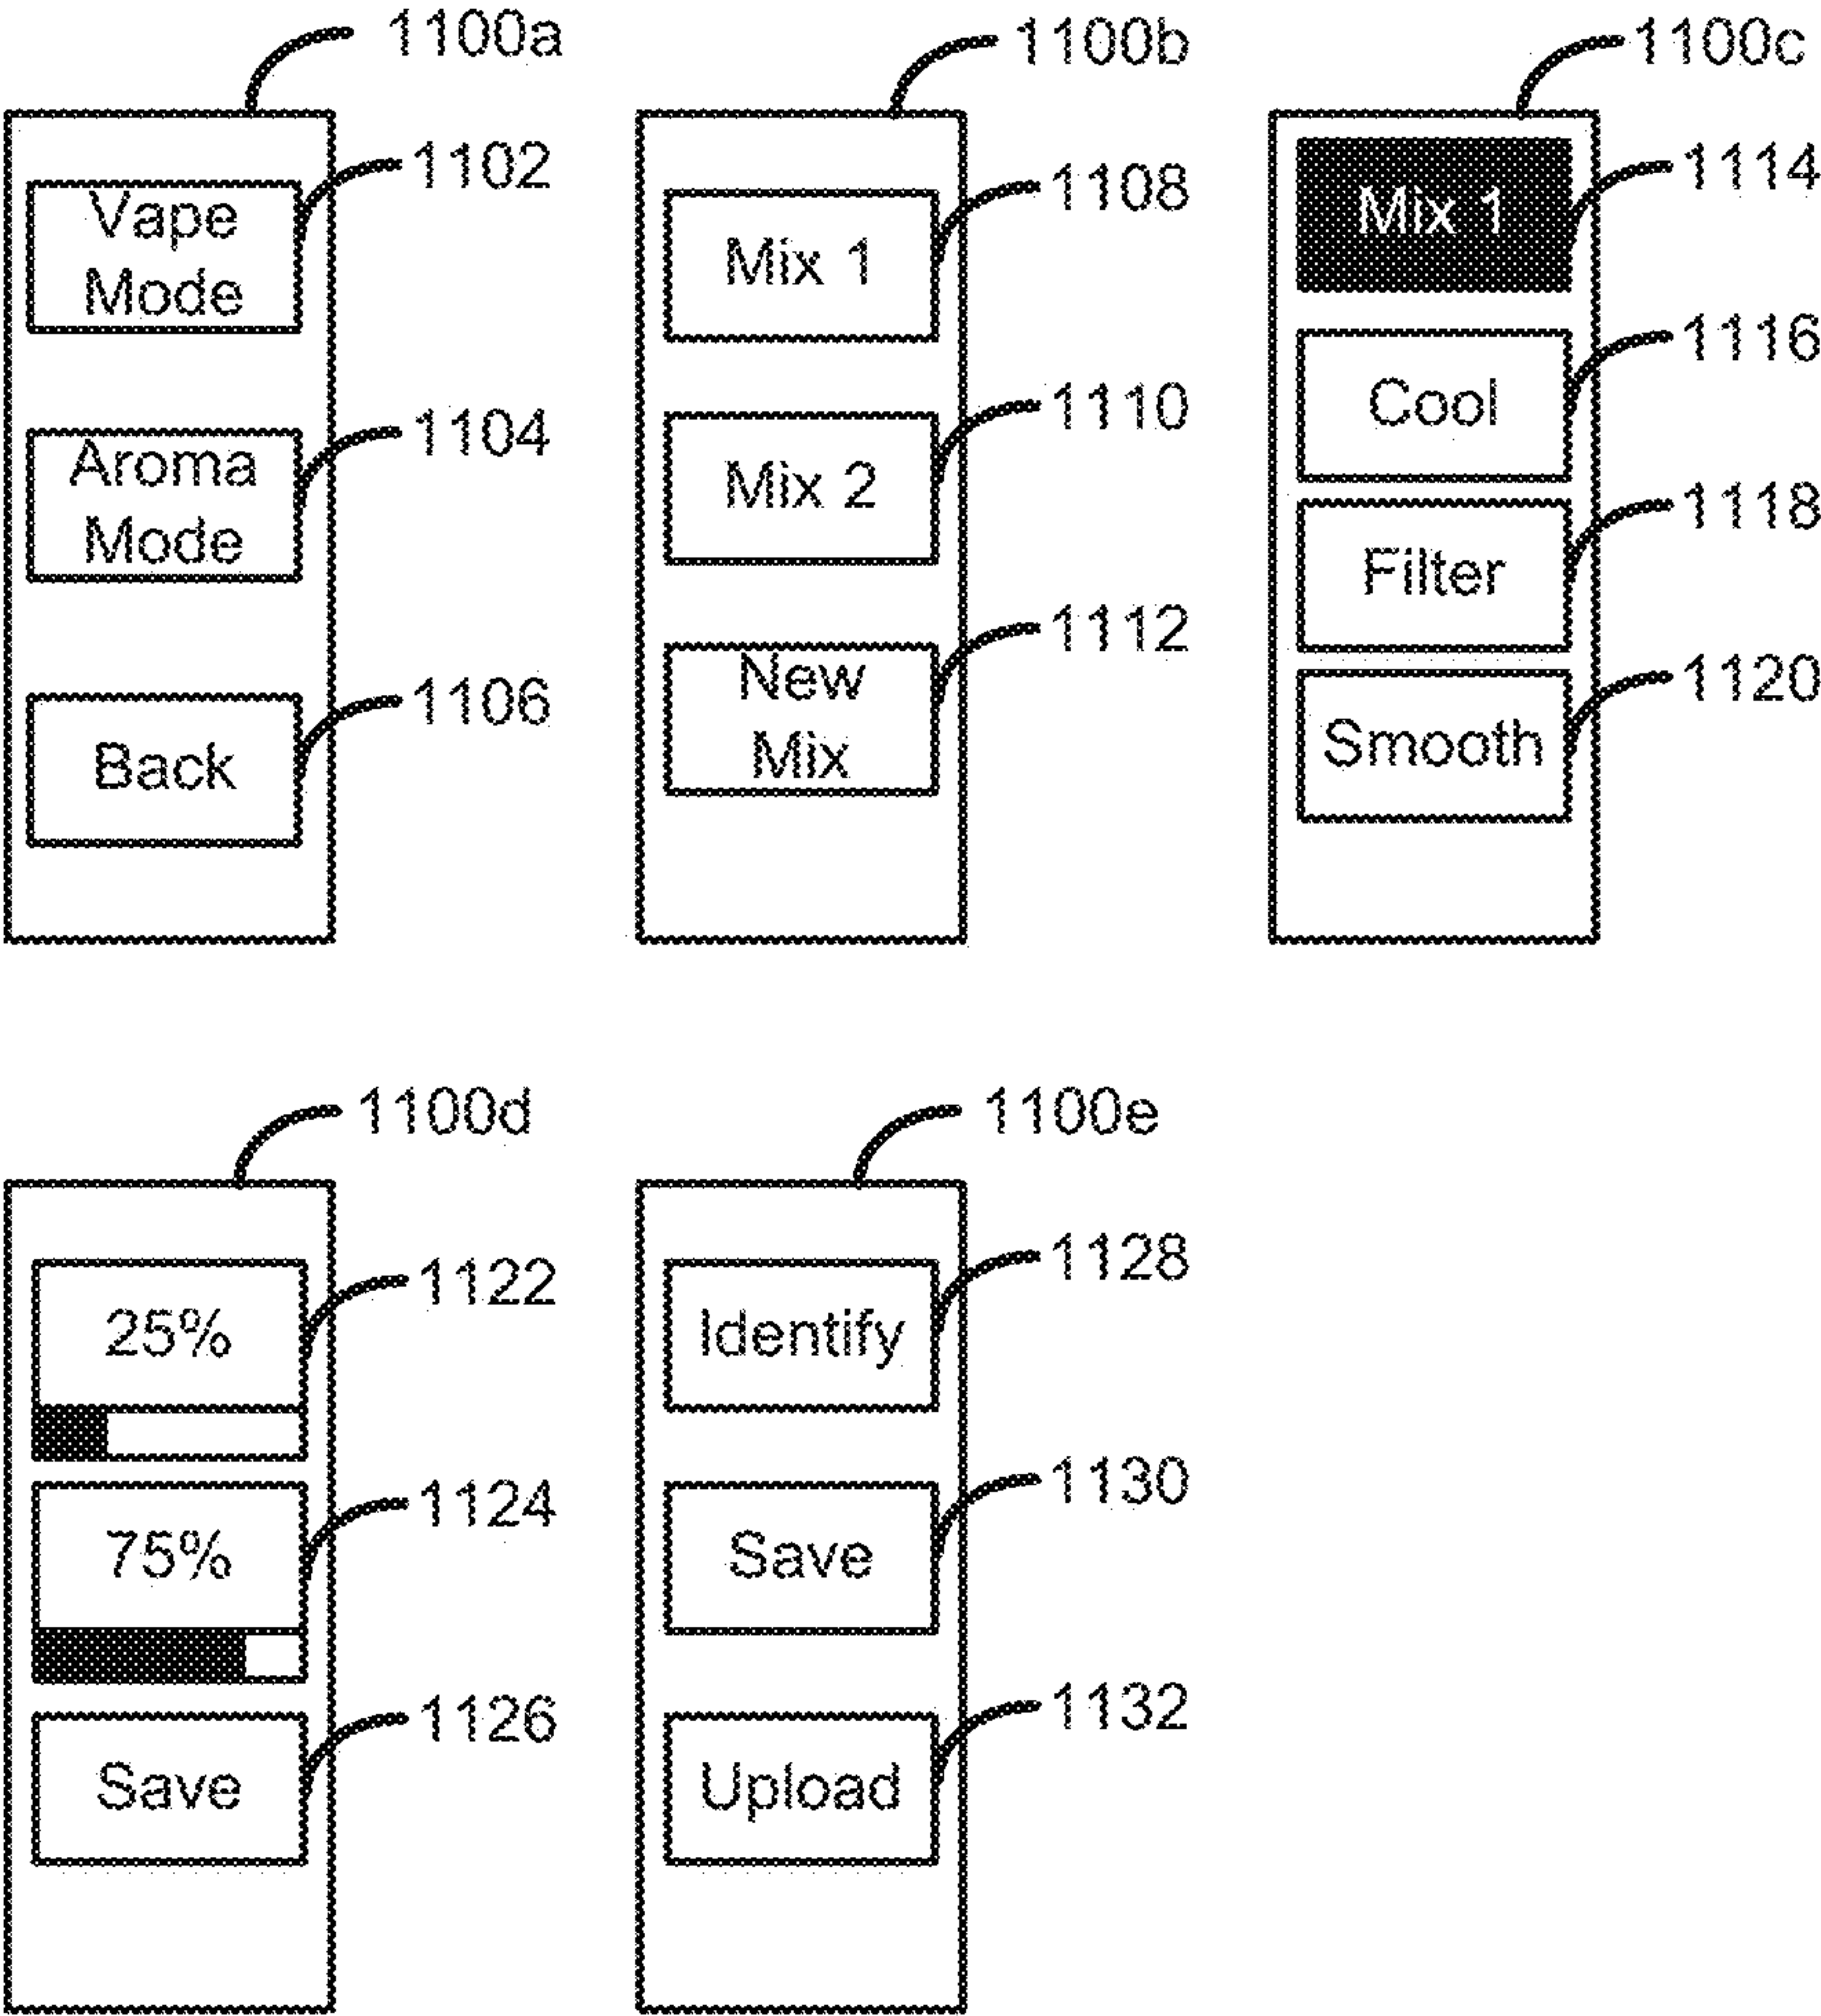 1100a
1102
Vape
Mode
1104
Aroma
Mode
1106
Back
1100b
1108
Mix 1
1110
Mix 2
1112
New
Mix
1100c
1114
Mix 1
1116
Cool
1118
Filter
1120
Smooth
1100d
1122
25%
1124
75%
1126
Save
1100e
1128
Identify
1130
Save
1132
Upload